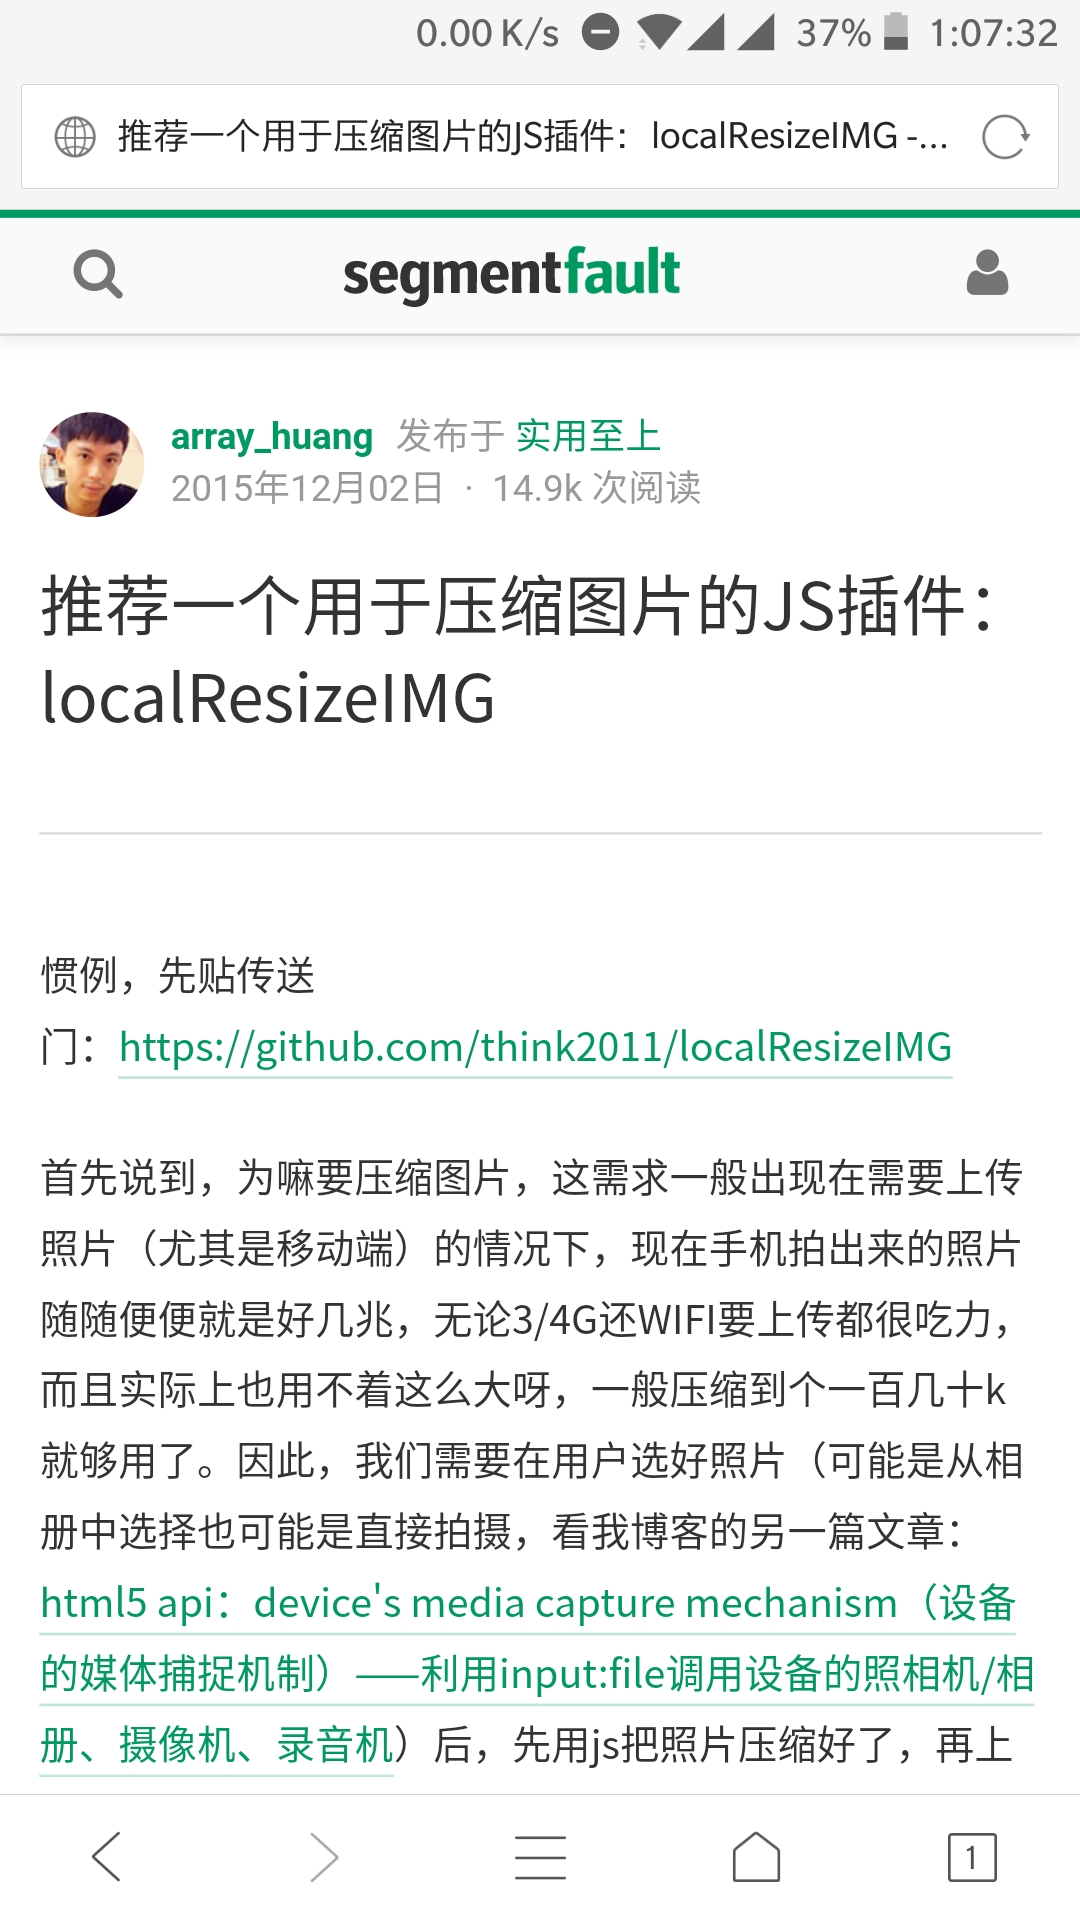 0.00 K/s 37% 1:07:32
推荐一个用于压缩图片的JS插件：localResizeIMG -...
segmentfault
array_huang 发布于 实用至上
2015年12月02日 · 14.9k 次阅读
推荐一个用于压缩图片的JS插件：
localResizeIMG
惯例，先贴传送
门：https://github.com/think2011/localResizeIMG
首先说到，为嘛要压缩图片，这需求一般出现在需要上传
照片（尤其是移动端）的情况下，现在手机拍出来的照片
随随便便就是好几兆，无论3/4G还WIFI要上传都很吃力，
而且实际上也用不着这么大呀，一般压缩到个一百几十k
就够用了。因此，我们需要在用户选好照片（可能是从相
册中选择也可能是直接拍摄，看我博客的另一篇文章：
html5 api：device's media capture mechanism（设备
的媒体捕捉机制）——利用input:file调用设备的照相机/相
册、摄像机、录音机）后，先用js把照片压缩好了，再上
1